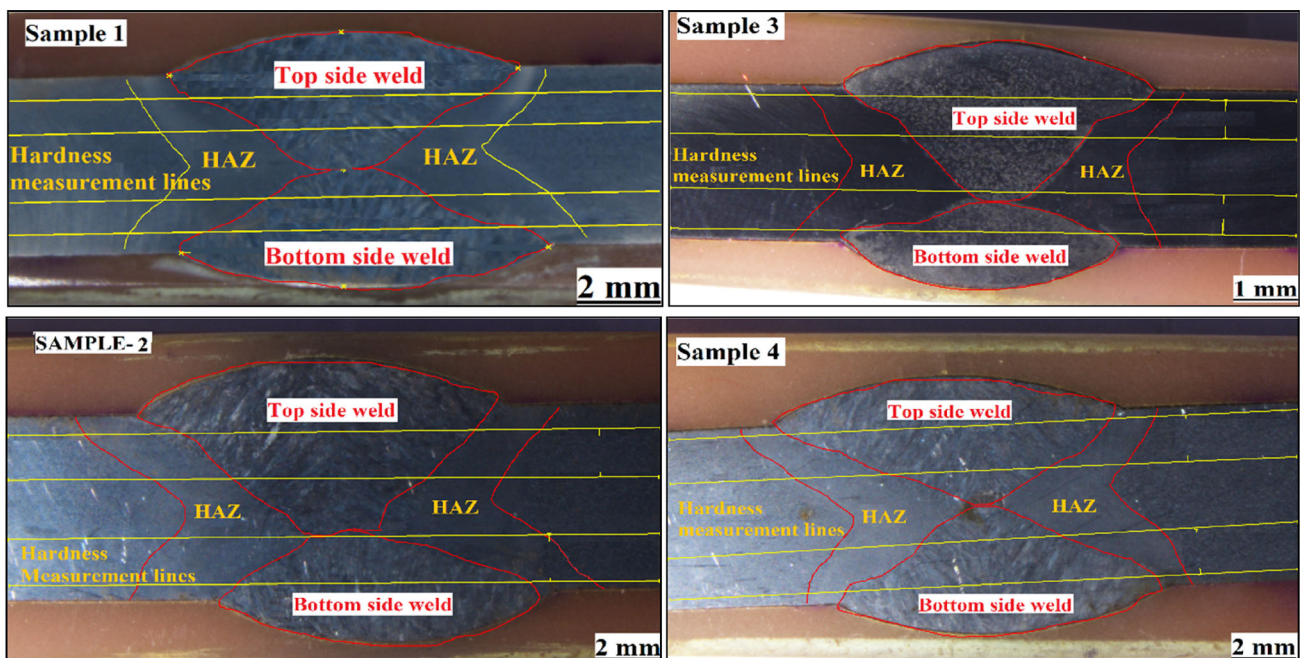 Sample 1
Top side weld
HAZ
HAZ
Hardness
measurement lines
Bottom side weld
2 mm
Sample 3
Top side weld
Hardness
measurement lines
HAZ
HAZ
Bottom side weld
1 mm
SAMPLE-2
Top side weld
HAZ
HAZ
Hardness
Measurement lines
Bottom side weld
2 mm
Sample 4
Top side weld
Hardness
measurement lines
HAZ
HAZ
Bottom side weld
2 mm